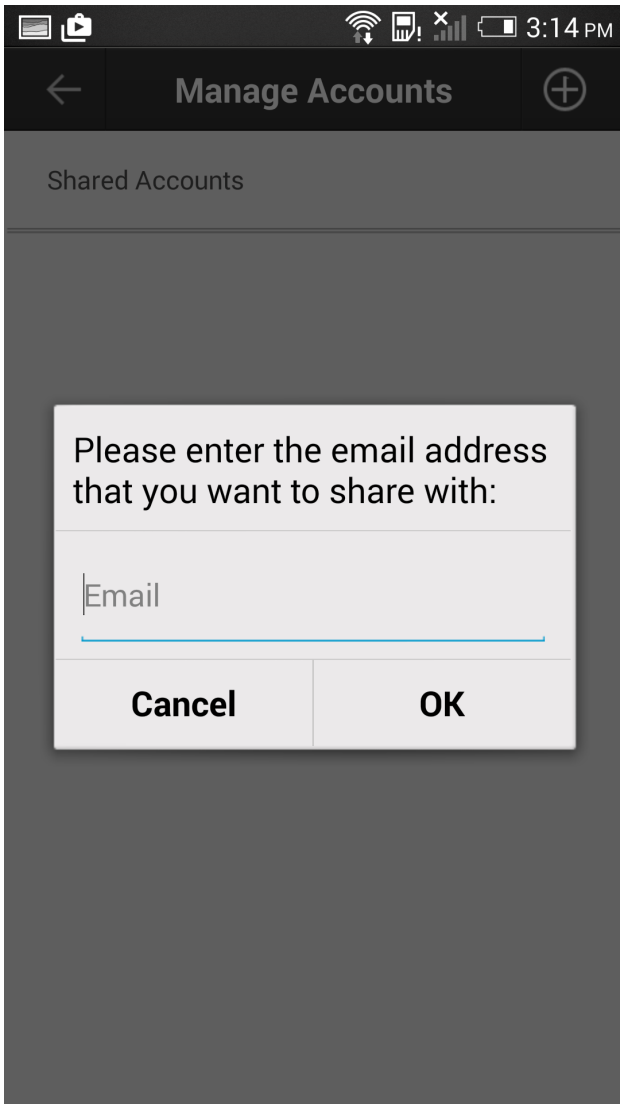 3:14 PM
Manage Accounts
Shared Accounts
Please enter the email address
that you want to share with:
Email
Cancel
OK